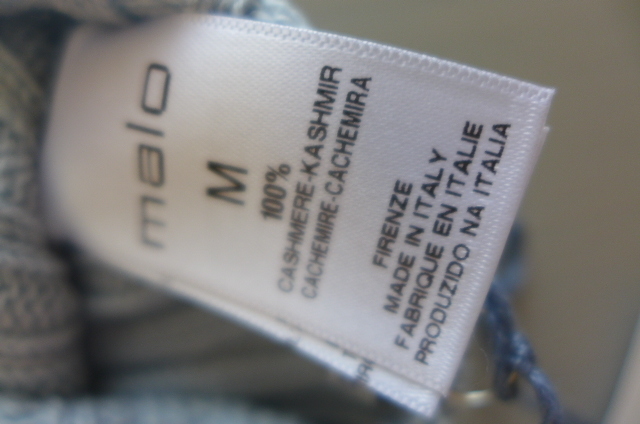 malo
M
100%
CASHMERE-KASHMIR
CACHEMIRE-CACHEMIRA
FIRENZE
MADE IN ITALY
FABRIQUE EN ITALIE
PRODUZIDO NA ITALIA